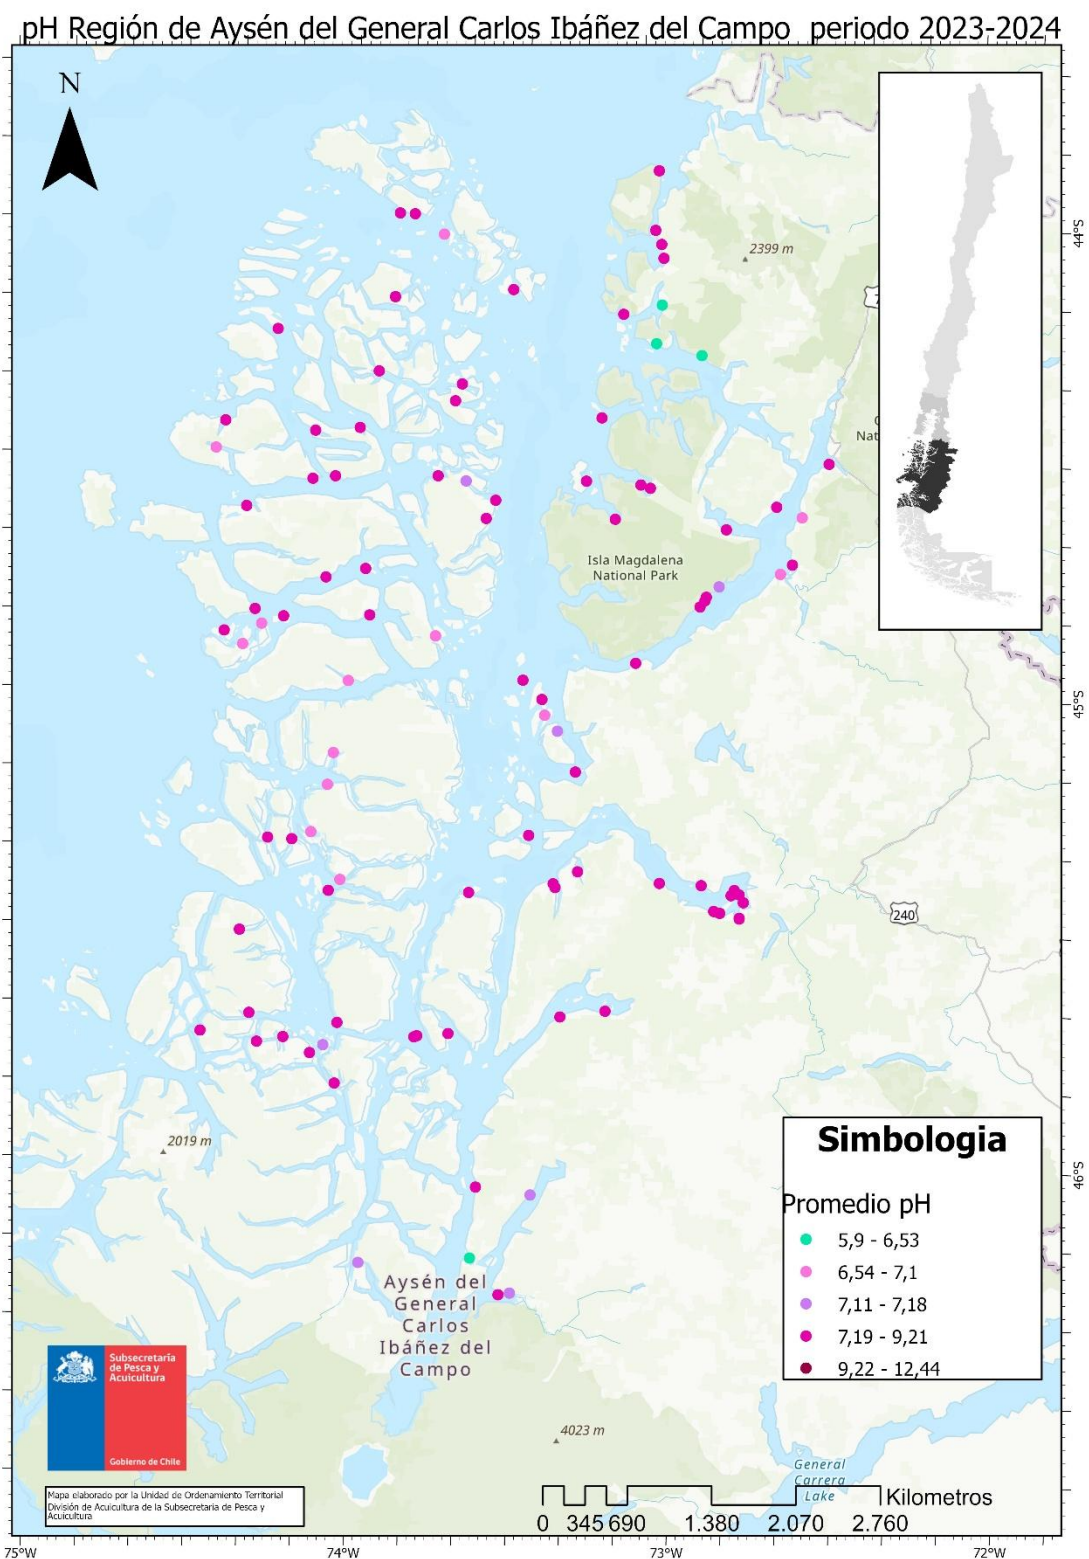 pH Región de Aysén del General Carlos Ibáñez del Campo periodo 2023-2024
N
44°S
2399 m
Isla Magdalena
National Park
45°S
240
2019 m
46°S
Simbologia
Promedio pH
5,9 - 6,53
6,54 - 7,1
7,11 - 7,18
7,19 - 9,21
9,22 - 12,44
Aysén del
General
Carlos
Ibáñez del
Campo
Subsecretaría
de Pesca y
Acuicultura
Gobierno de Chile
4023 m
General
Carrera
Lake
Mapa elaborado por la Unidad de Ordenamiento Territorial
División de Acuicultura de la Subsecretaria de Pesca y
Acuicultura
Kilometros
0 345 690 1.380 2.070 2.760
75°W 74°W 73°W 72°W